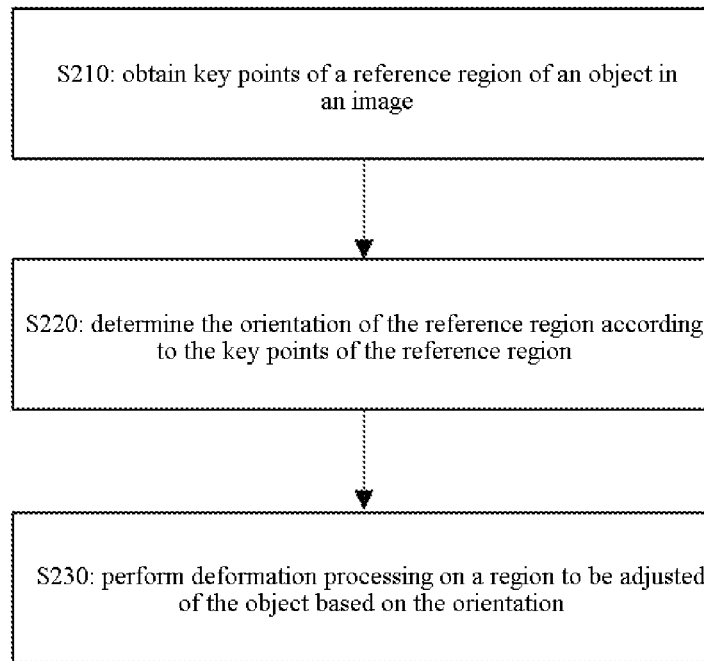 S210: obtain key points of a reference region of an object in
an image
S220: determine the orientation of the reference region according
to the key points of the reference region
S230: perform deformation processing on a region to be adjusted
of the object based on the orientation